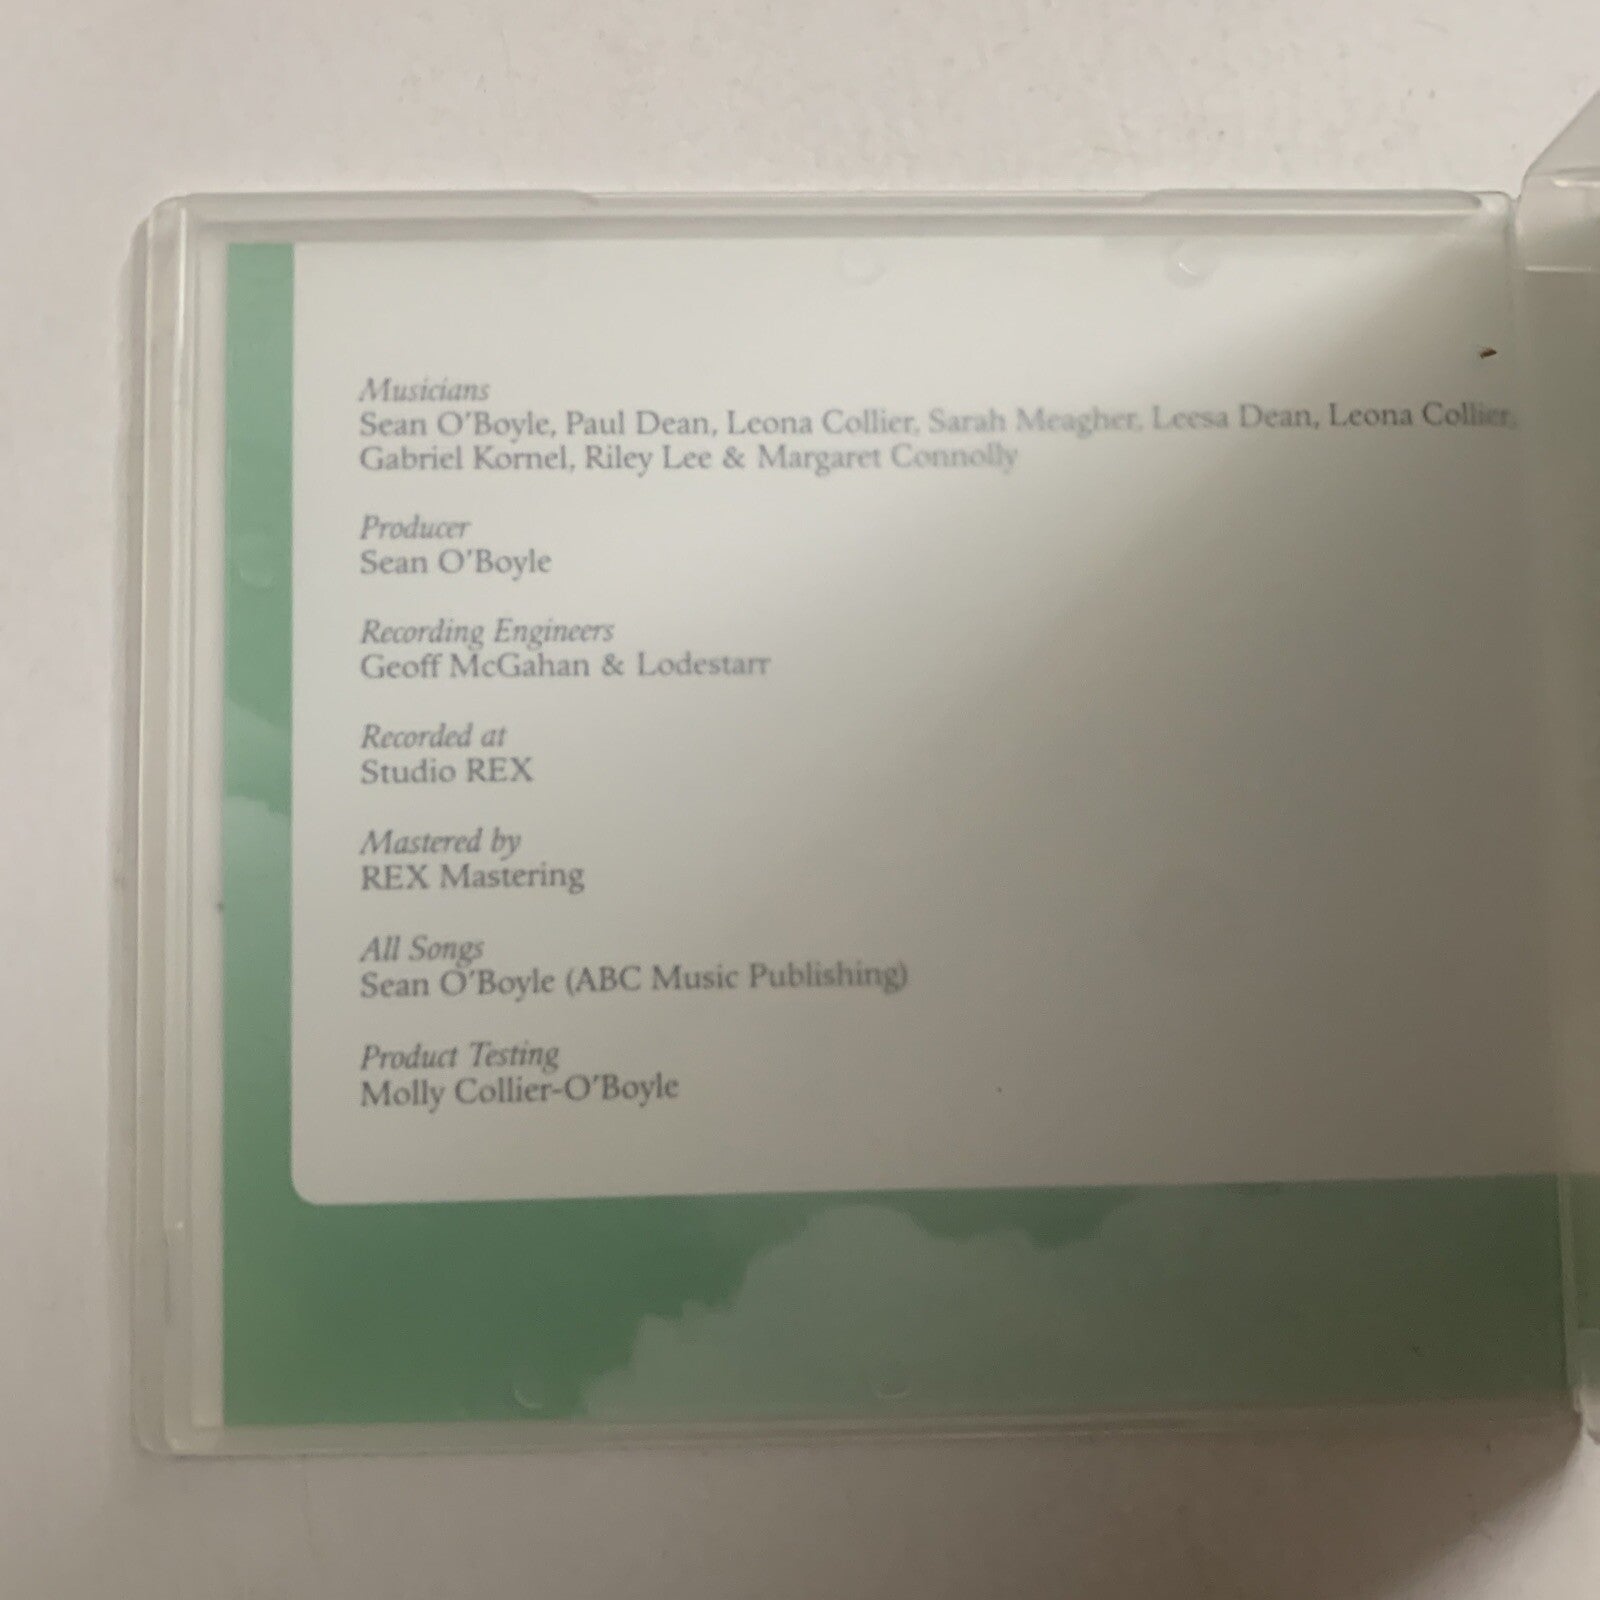 Musicians
Sean O'Boyle, Paul Dean, Leona Collier, Sarah Meagher, Leesa Dean, Leona Collier,
Gabriel Kornel, Riley Lee & Margaret Connolly
Producer
Sean O'Boyle
Recording Engineers
Geoff McGahan & Lodestarr
Recorded at
Studio REX
Mastered by
REX Mastering
All Songs
Sean O'Boyle (ABC Music Publishing)
Product Testing
Molly Collier-O'Boyle